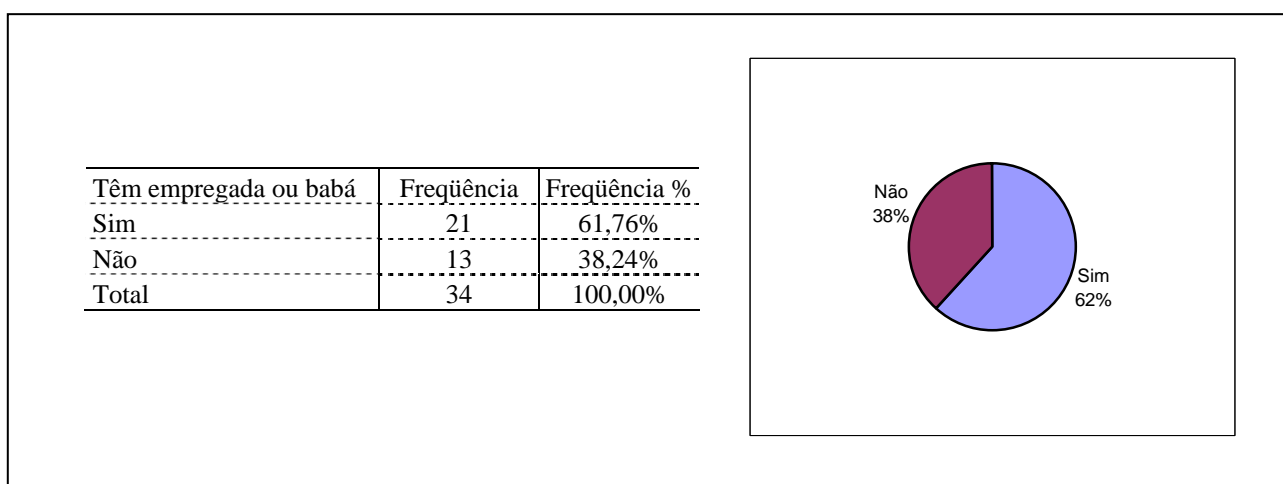 Têm empregada ou babá Freqüência Freqüência %
Sim 21 61,76%
Não 13 38,24%
Total 34 100,00%
Não
38%
Sim
62%